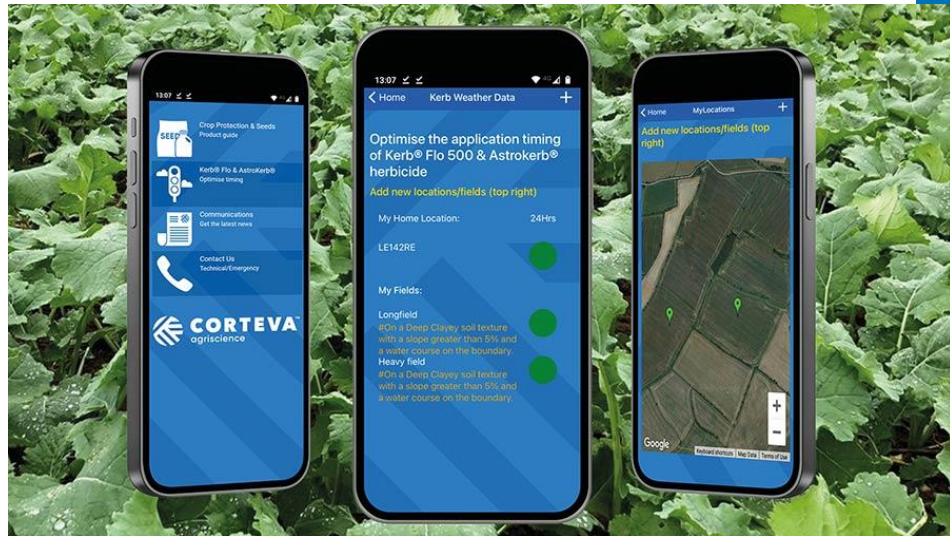 13:07
4G
SEED
Crop Protection & Seeds
Product guide
Kerb® Flo & AstroKerb®
Optimise timing
Communications
Get the latest news
Contact Us
Technical/Emergency
CORTEVA™
agriscience
13:07
4G
Home Kerb Weather Data +
Optimise the application timing
of Kerb® Flo 500 & Astrokerb®
herbicide
Add new locations/fields (top right)
My Home Location: 24Hrs
LE142RE
My Fields:
Longfield
#On a Deep Clayey soil texture
with a slope greater than 5% and
a water course on the boundary.
Heavy field
#On a Deep Clayey soil texture
with a slope greater than 5% and
a water course on the boundary.
Home MyLocations +
Add new locations/fields (top
right)
+
−
Google
Keyboard shortcuts Map Data Terms of Use